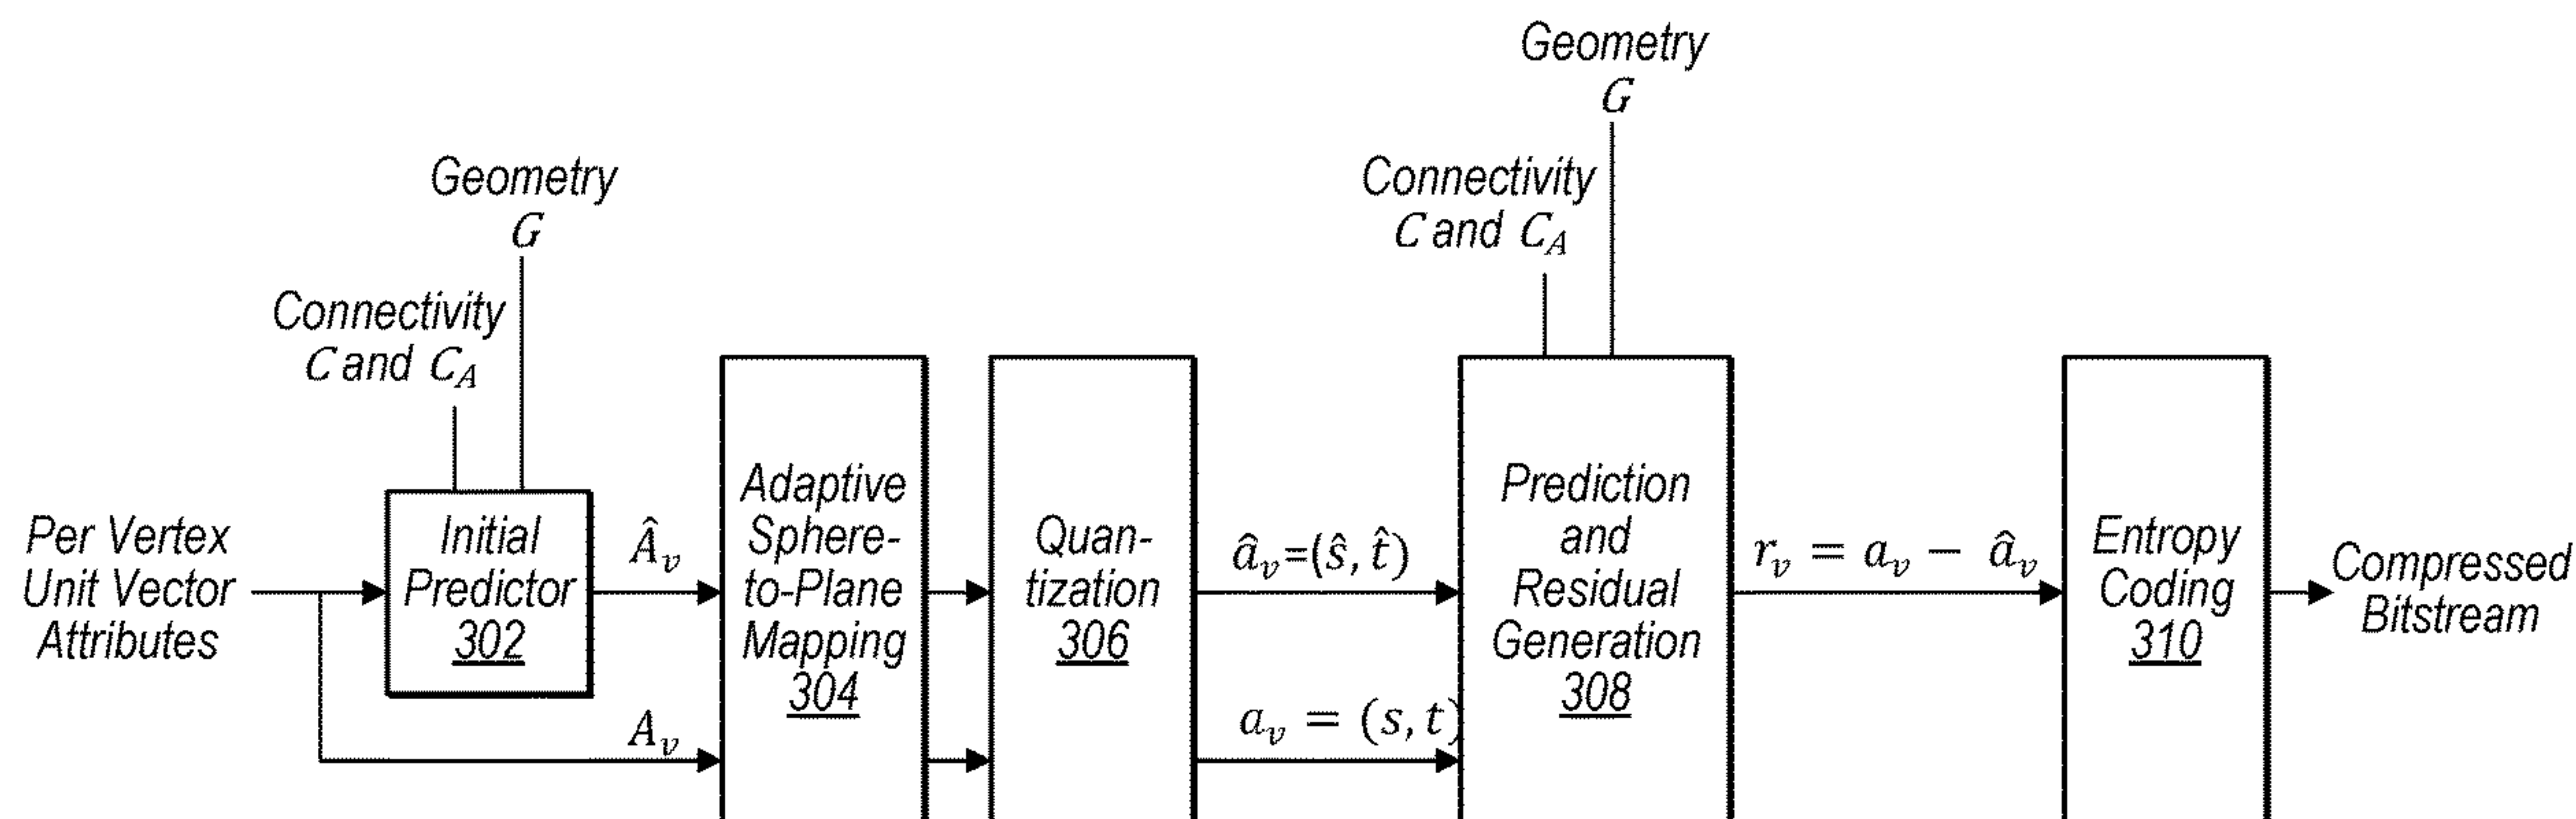 Geometry
G
Connectivity
C and C_A
Geometry
G
Connectivity
C and C_A
Per Vertex
Unit Vector
Attributes
Initial
Predictor
302
Â_v
A_v
Adaptive
Sphere-
to-Plane
Mapping
304
Quan-
tization
306
â_v=(ŝ, t̂)
a_v = (s, t)
Prediction
and
Residual
Generation
308
r_v = a_v − â_v
Entropy
Coding
310
Compressed
Bitstream